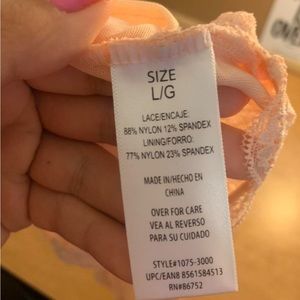 SIZE
L/G
LACE/ENCAJE:
88% NYLON 12% SPANDEX
LINING/FORRO:
77% NYLON 23% SPANDEX
MADE IN/HECHO EN
CHINA
OVER FOR CARE
VEA AL REVERSO
PARA SU CUIDADO
STYLE#1075-3000
UPC/EAN8 8561584513
RN#86752